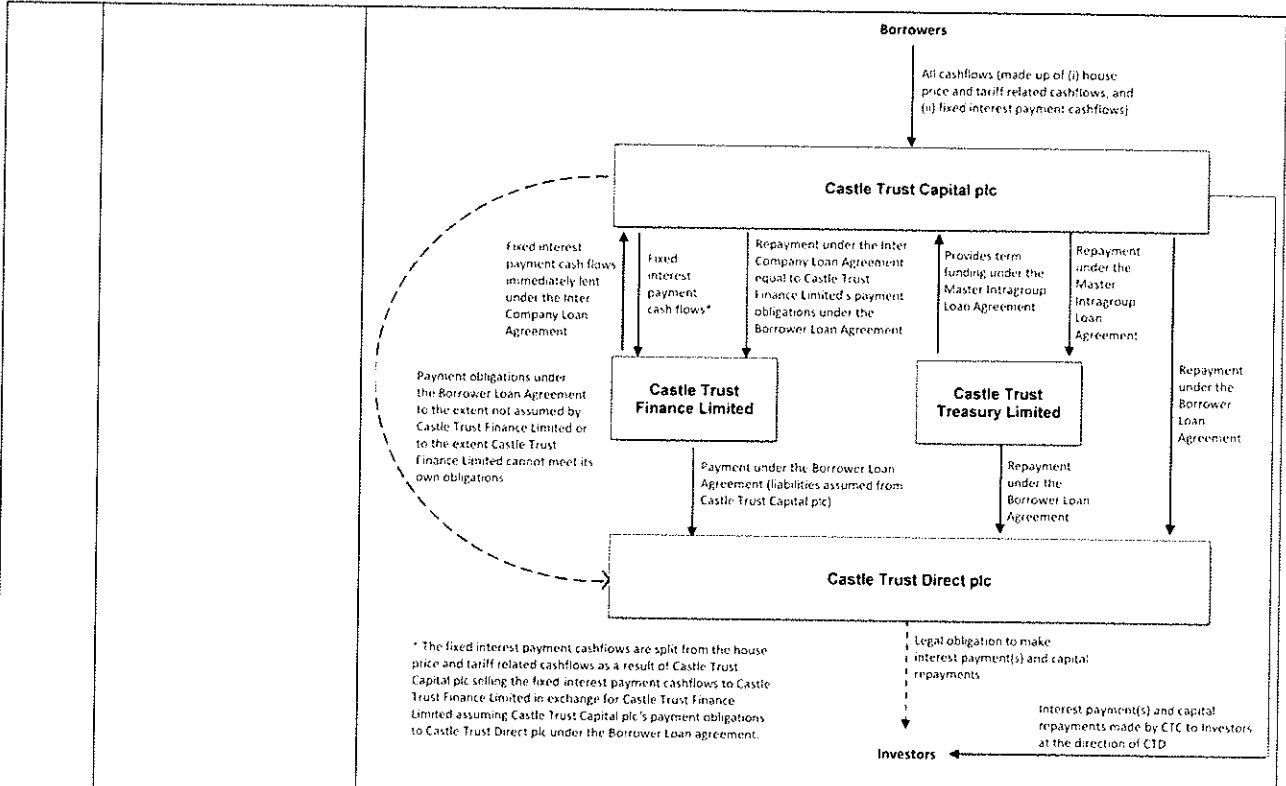 Borrowers
All cashflows (made up of (i) house
price and tariff related cashflows, and
(ii) fixed interest payment cashflows)
Castle Trust Capital plc
Fixed interest
payment cash flows
immediately lent
under the Inter
Company Loan
Agreement
Fixed
interest
payment
cash flows*
Repayment under the Inter
Company Loan Agreement
equal to Castle Trust
Finance Limited's payment
obligations under the
Borrower Loan Agreement
Provides term
funding under the
Master Intragroup
Loan Agreement
Repayment
under the
Master
Intragroup
Loan
Agreement
Repayment
under the
Borrower
Loan
Agreement
Castle Trust
Finance Limited
Castle Trust
Treasury Limited
Payment obligations under
the Borrower Loan Agreement
to the extent not assumed by
Castle Trust Finance Limited or
to the extent Castle Trust
Finance Limited cannot meet its
own obligations
Payment under the Borrower Loan
Agreement (liabilities assumed from
Castle Trust Capital plc)
Repayment
under the
Borrower Loan
Agreement
Castle Trust Direct plc
* The fixed interest payment cashflows are split from the house
price and tariff related cashflows as a result of Castle Trust
Capital plc selling the fixed interest payment cashflows to Castle
Trust Finance Limited in exchange for Castle Trust Finance
Limited assuming Castle Trust Capital plc's payment obligations
to Castle Trust Direct plc under the Borrower Loan agreement.
Legal obligation to make
interest payment(s) and capital
repayments
Interest payment(s) and capital
repayments made by CTC to Investors
at the direction of CTD
Investors